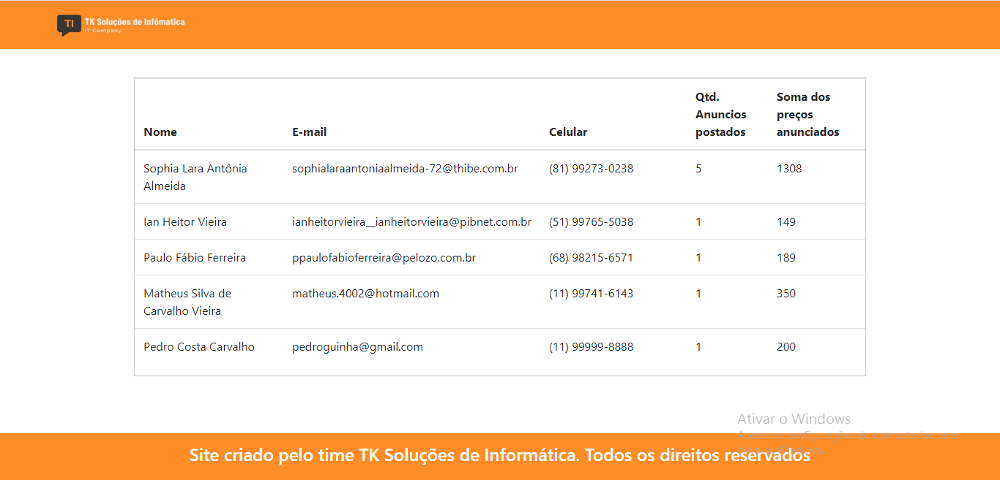 TI
TK Soluções de Infómatica
IT Company
Nome E-mail Celular Qtd. Anuncios postados Soma dos preços anunciados
Sophia Lara Antônia Almeida sophialaraantoniaalmeida-72@thibe.com.br (81) 99273-0238 5 1308
Ian Heitor Vieira ianheitorvieira__ianheitorvieira@pibnet.com.br (51) 99765-5038 1 149
Paulo Fábio Ferreira ppaulofabioferreira@pelozo.com.br (68) 98215-6571 1 189
Matheus Silva de Carvalho Vieira matheus.4002@hotmail.com (11) 99741-6143 1 350
Pedro Costa Carvalho pedroguinha@gmail.com (11) 99999-8888 1 200
Ativar o Windows
Site criado pelo time TK Soluções de Informática. Todos os direitos reservados